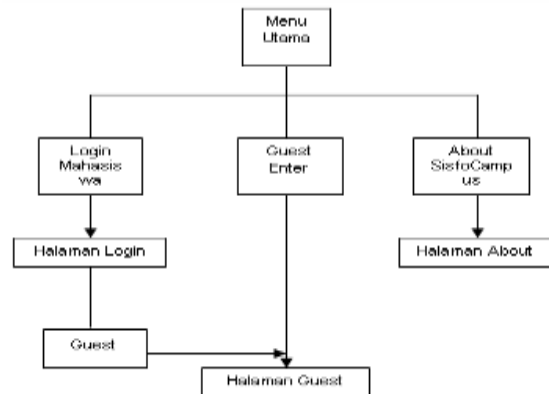 Menu
Utama
Login
Mahasis
wa
Guest
Enter
About
SisfoCamp
us
Halaman Login
Halaman About
Guest
Halaman Guest